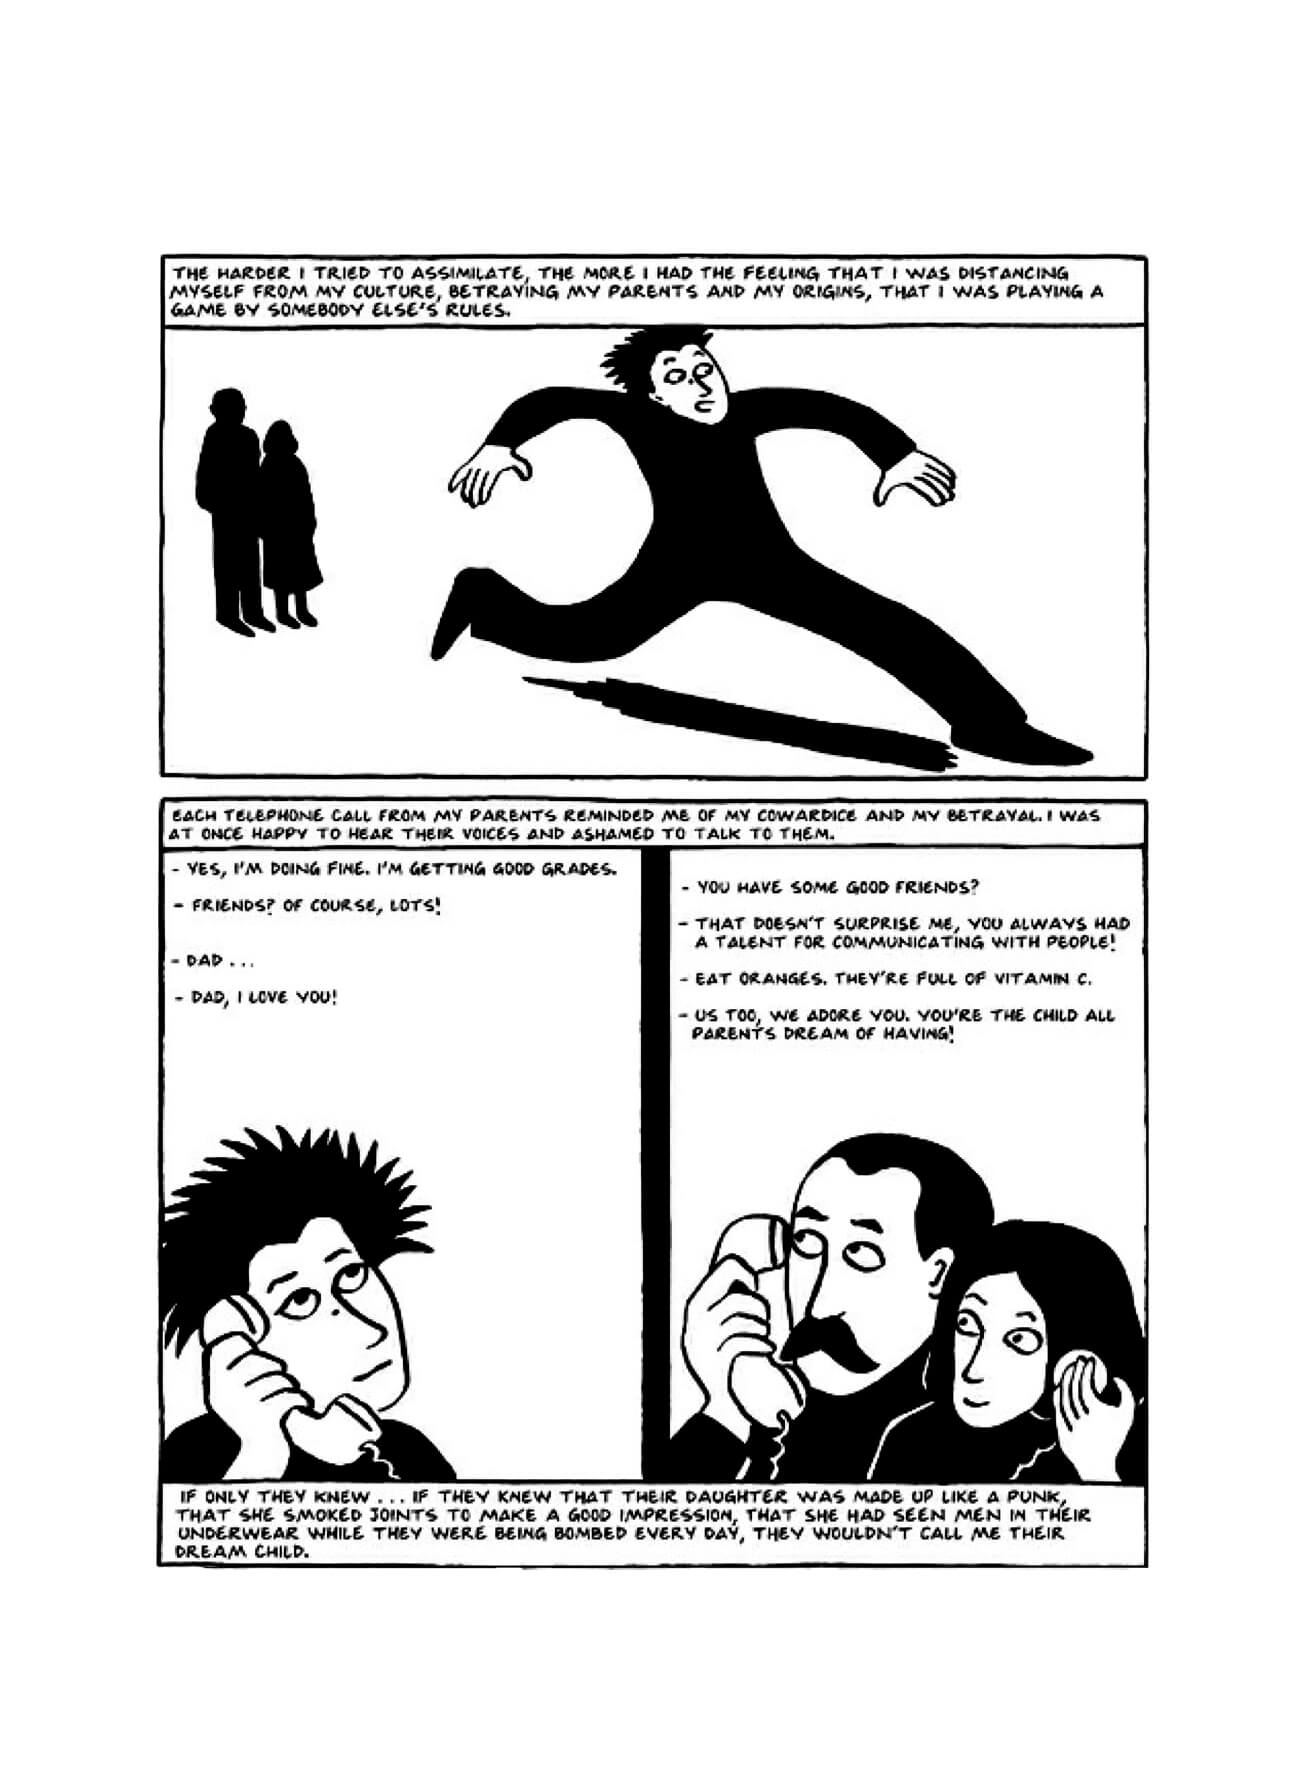 THE HARDER I TRIED TO ASSIMILATE, THE MORE I HAD THE FEELING THAT I WAS DISTANCING
MYSELF FROM MY CULTURE, BETRAYING MY PARENTS AND MY ORIGINS, THAT I WAS PLAYING A
GAME BY SOMEBODY ELSE'S RULES.
EACH TELEPHONE CALL FROM MY PARENTS REMINDED ME OF MY COWARDICE AND MY BETRAYAL. I WAS
AT ONCE HAPPY TO HEAR THEIR VOICES AND ASHAMED TO TALK TO THEM.
- YES, I'M DOING FINE. I'M GETTING GOOD GRADES.
- FRIENDS? OF COURSE, LOTS!
- DAD ...
- DAD, I LOVE YOU!
- YOU HAVE SOME GOOD FRIENDS?
- THAT DOESN'T SURPRISE ME, YOU ALWAYS HAD
A TALENT FOR COMMUNICATING WITH PEOPLE!
- EAT ORANGES. THEY'RE FULL OF VITAMIN C.
- US TOO, WE ADORE YOU. YOU'RE THE CHILD ALL
PARENTS DREAM OF HAVING!
IF ONLY THEY KNEW ... IF THEY KNEW THAT THEIR DAUGHTER WAS MADE UP LIKE A PUNK,
THAT SHE SMOKED JOINTS TO MAKE A GOOD IMPRESSION, THAT SHE HAD SEEN MEN IN THEIR
UNDERWEAR WHILE THEY WERE BEING BOMBED EVERY DAY, THEY WOULDN'T CALL ME THEIR
DREAM CHILD.